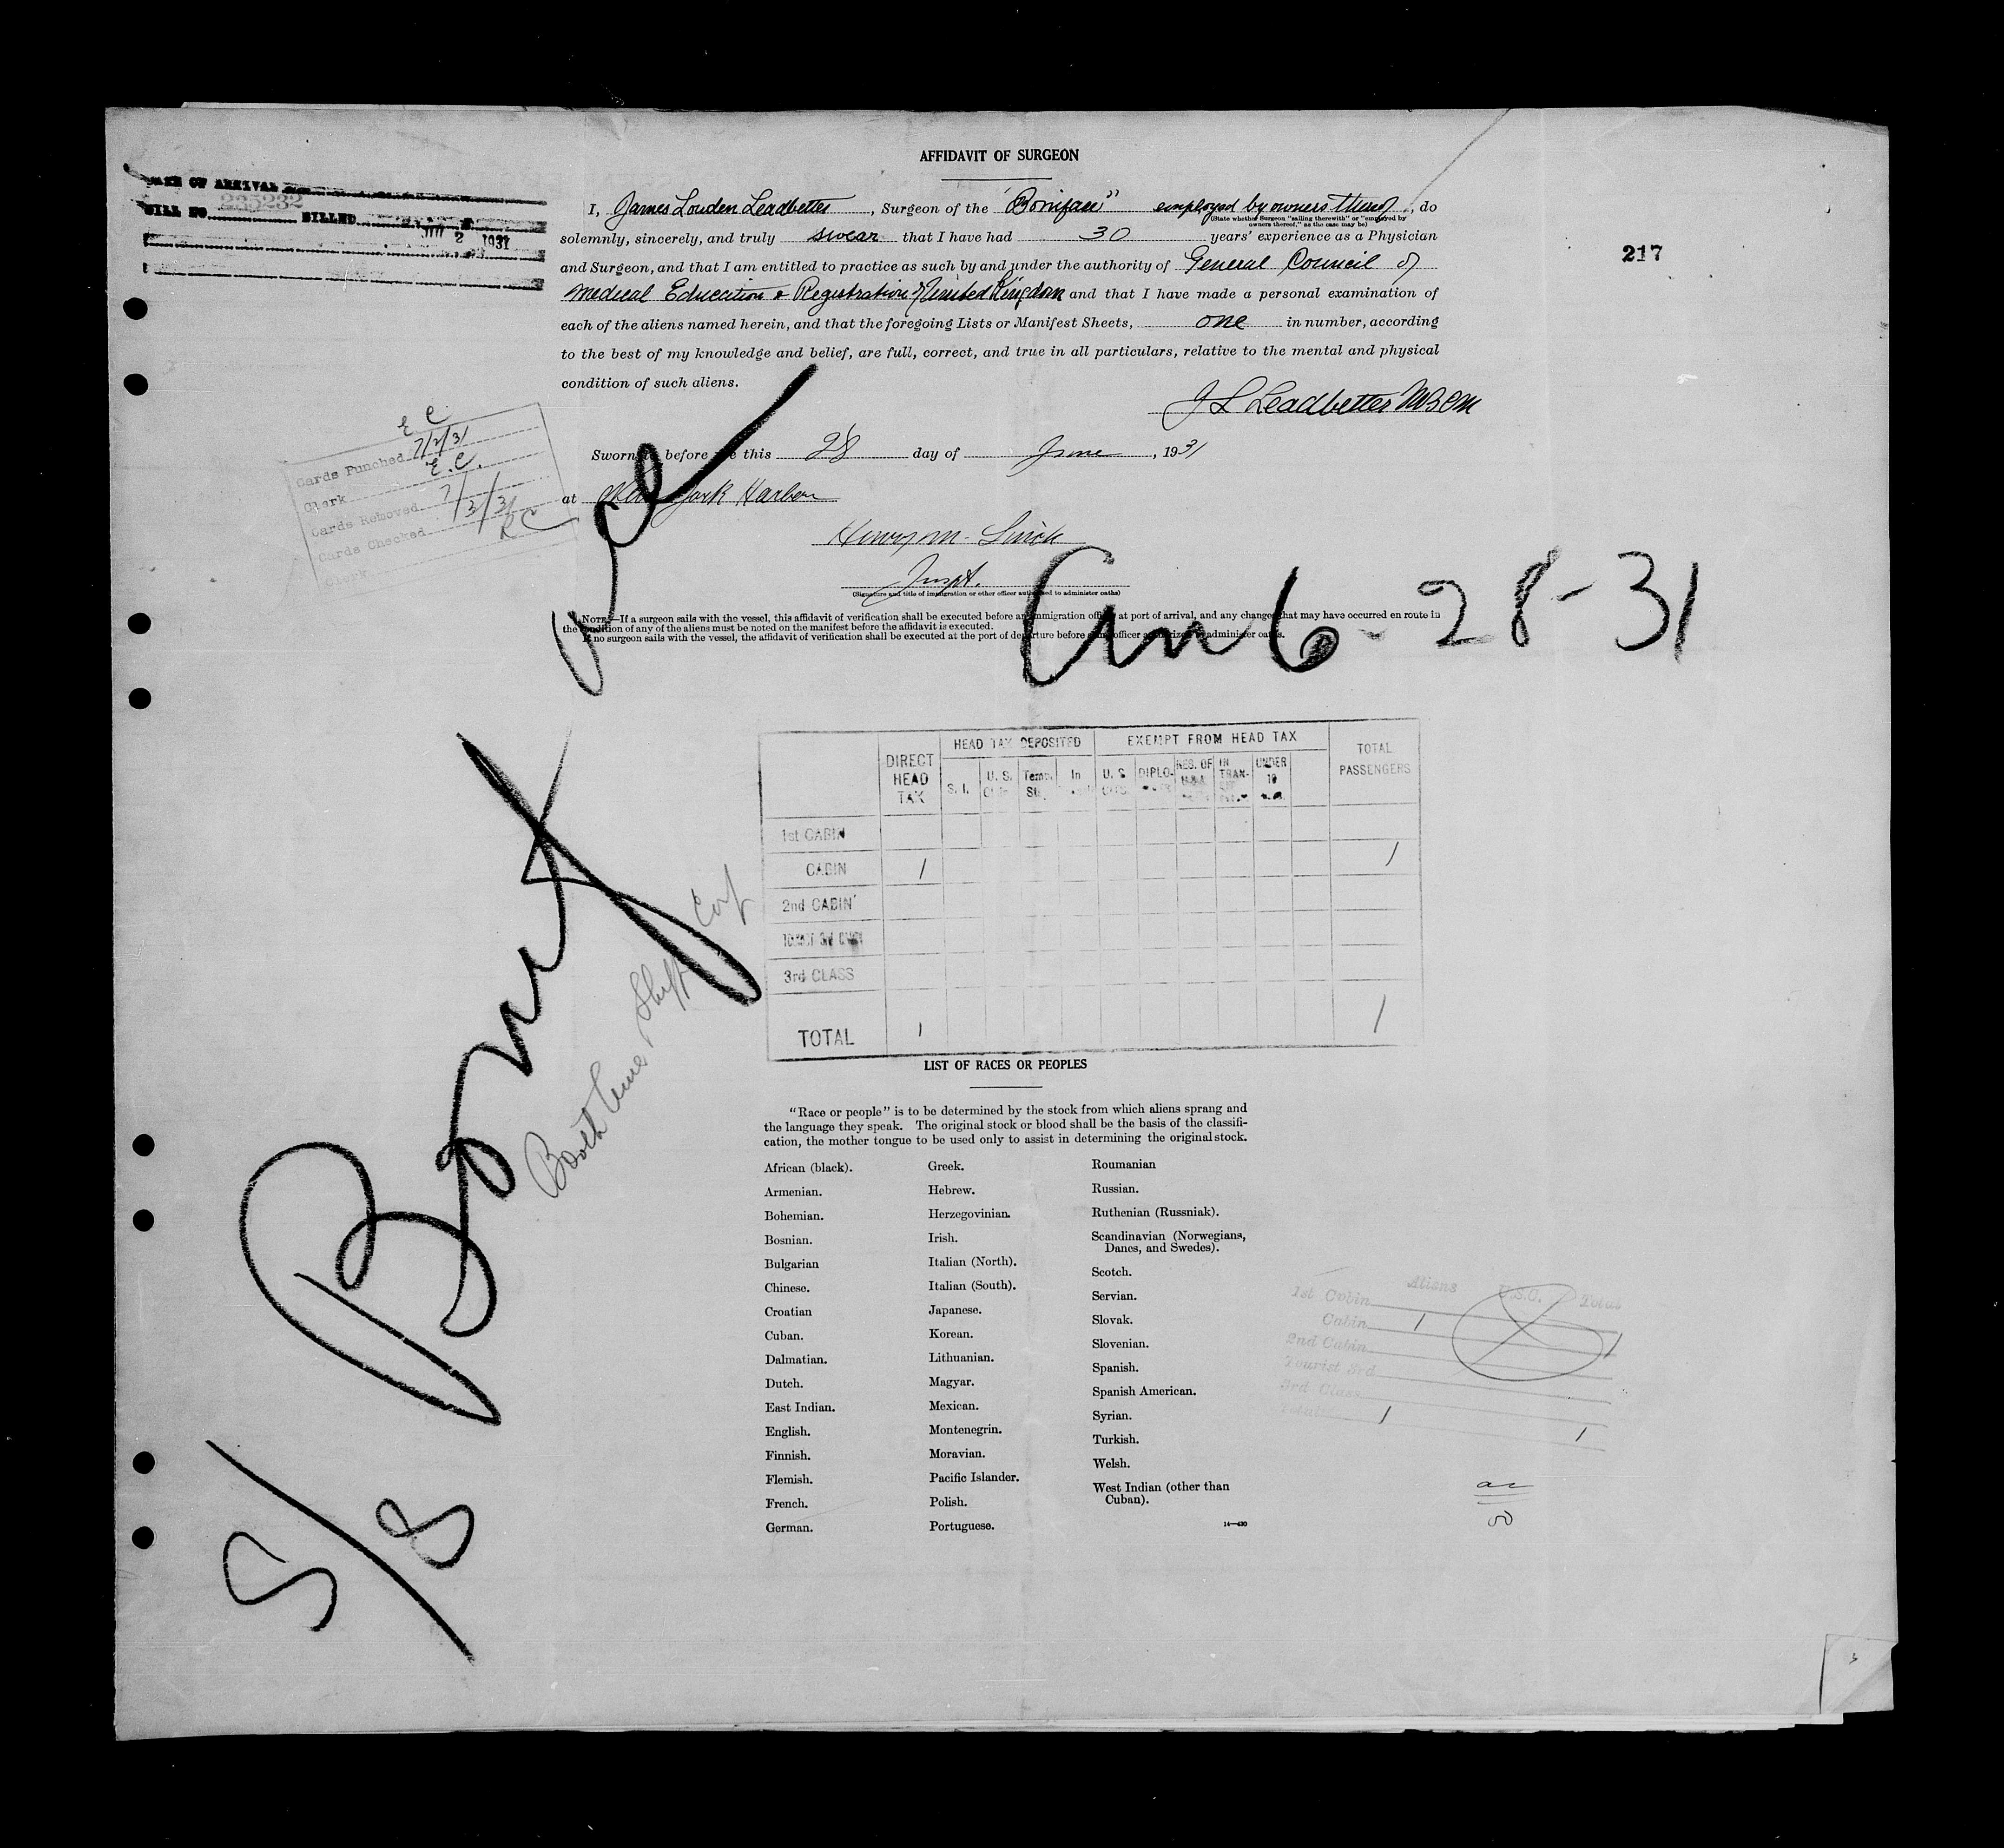 AFFIDAVIT OF SURGEON
OF ARRIVAL
235232
BILL NO. BILLED
2 1931
217
I, James Louden Leadbetter, Surgeon of the "Boniface" employed by owners thereof, do
(State whether Surgeon "sailing therewith" or "employed by
owners thereof," as the case may be)
solemnly, sincerely, and truly swear that I have had 30 years' experience as a Physician
and Surgeon, and that I am entitled to practice as such by and under the authority of General Council of
Medical Education & Registration of United Kingdom and that I have made a personal examination of
each of the aliens named herein, and that the foregoing Lists or Manifest Sheets, one in number, according
to the best of my knowledge and belief, are full, correct, and true in all particulars, relative to the mental and physical
condition of such aliens.
J L Leadbetter
Sworn to before me this 28 day of June, 1931
at New York Harbor
Henry M.
Inspt.
(Signature and title of immigration or other officer authorized to administer oaths)
E C
Cards Punched 7/2/31
Clerk E.C.
Cards Removed
Cards Checked 7/2/31
Clerk RC
NOTE.—If a surgeon sails with the vessel, this affidavit of verification shall be executed before an immigration officer at port of arrival, and any changes that may have occurred en route in
the condition of any of the aliens must be noted on the manifest before the affidavit is executed.
If no surgeon sails with the vessel, the affidavit of verification shall be executed at the port of departure before some officer authorized to administer oaths.
6-28-31
S/S Boniface
Booth Line Corp
DIRECT HEAD TAX
HEAD TAX DEPOSITED
EXEMPT FROM HEAD TAX
TOTAL PASSENGERS
S. I. U. S. Temp. In U. S. DIPLO- RES. OF IN TRAN- UNDER 16
1st CABIN
CABIN 1 1
2nd CABIN
3rd CLASS
TOTAL 1 1
LIST OF RACES OR PEOPLES
"Race or people" is to be determined by the stock from which aliens sprang and
the language they speak. The original stock or blood shall be the basis of the classifi-
cation, the mother tongue to be used only to assist in determining the original stock.
African (black).
Armenian.
Bohemian.
Bosnian.
Bulgarian
Chinese.
Croatian
Cuban.
Dalmatian.
Dutch.
East Indian.
English.
Finnish.
Flemish.
French.
German.
Greek.
Hebrew.
Herzegovinian.
Irish.
Italian (North).
Italian (South).
Japanese.
Korean.
Lithuanian.
Magyar.
Mexican.
Montenegrin.
Moravian.
Pacific Islander.
Polish.
Portuguese.
Roumanian
Russian.
Ruthenian (Russniak).
Scandinavian (Norwegians,
Danes, and Swedes).
Scotch.
Servian.
Slovak.
Slovenian.
Spanish.
Spanish American.
Syrian.
Turkish.
Welsh.
West Indian (other than
Cuban).
14—430
Aliens U.S.C. Total
1st Cabin
Cabin 1 1
2nd Cabin
Tourist 3rd
3rd Class
Total 1 1